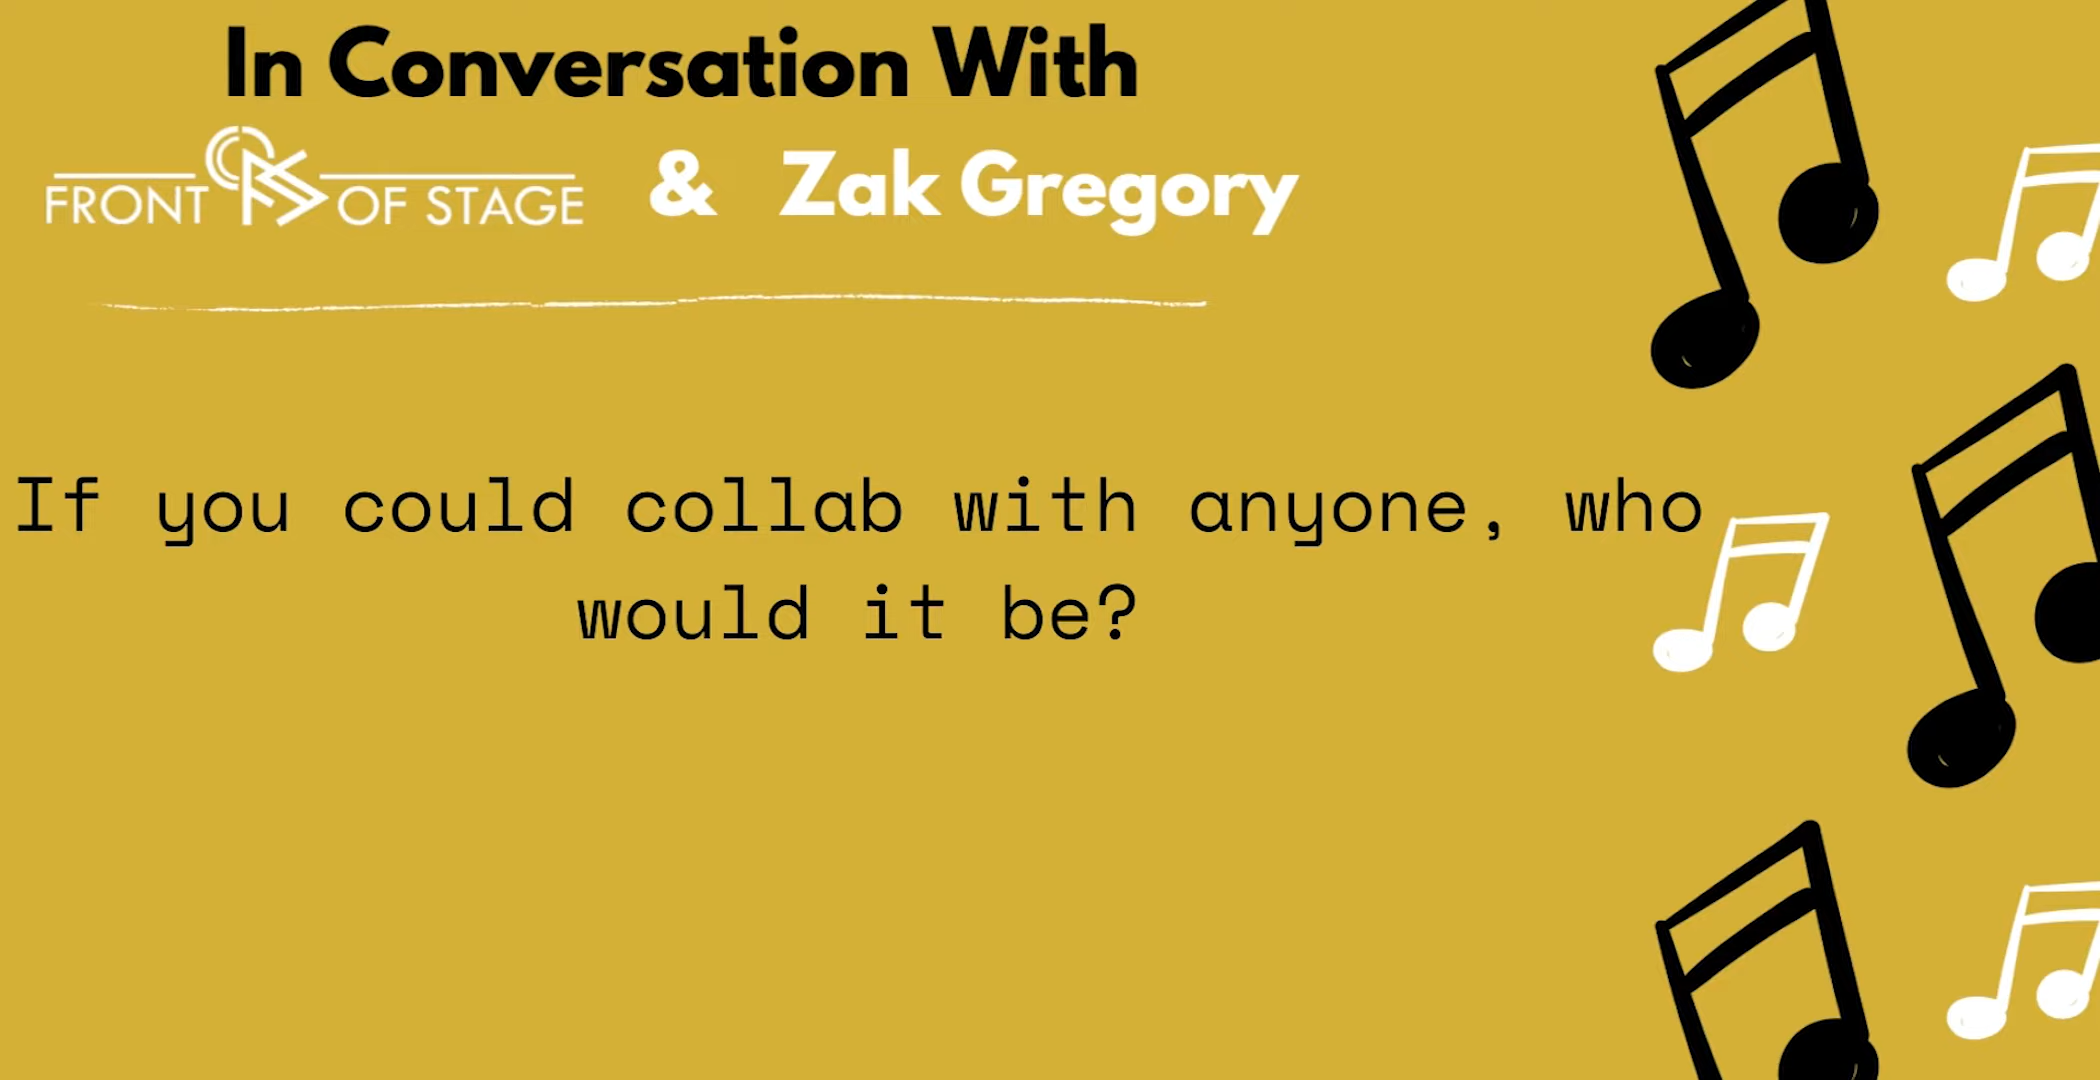 In Conversation With
FRONT OF STAGE & Zak Gregory
If you could collab with anyone, who
would it be?